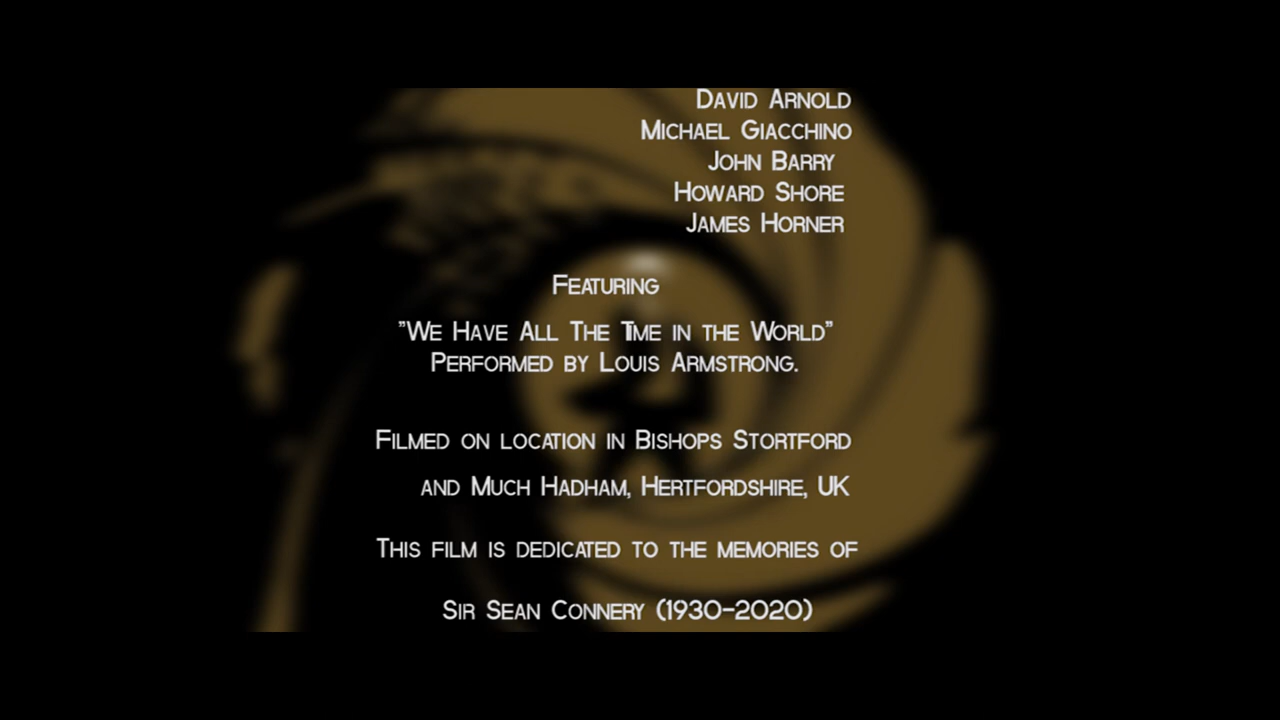 David Arnold
Michael Giacchino
John Barry
Howard Shore
James Horner
Featuring
"We Have All The Time in the World"
Performed by Louis Armstrong.
Filmed on location in Bishops Stortford
and Much Hadham, Hertfordshire, UK
This film is dedicated to the memories of
Sir Sean Connery (1930-2020)